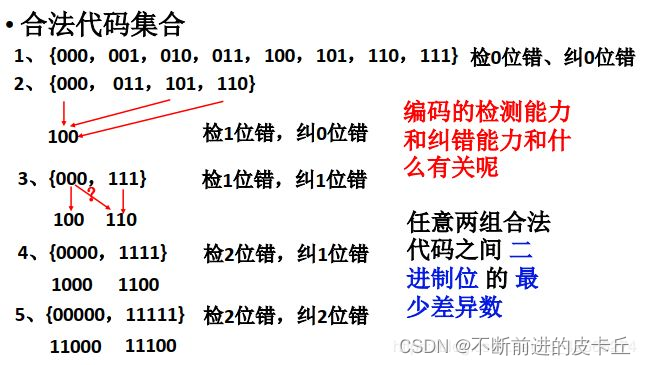 • 合法代码集合
1、{000，001，010，011，100，101，110，111} 检0位错、纠0位错
2、{000，011，101，110}
100
检1位错，纠0位错
编码的检测能力
和纠错能力和什
么有关呢
3、{000，111} 检1位错，纠1位错
?
100 110
任意两组合法
代码之间 二
进制位 的 最
少差异数
4、{0000，1111} 检2位错，纠1位错
1000 1100
5、{00000，11111} 检2位错，纠2位错
11000 11100
CSDN @不断前进的皮卡丘